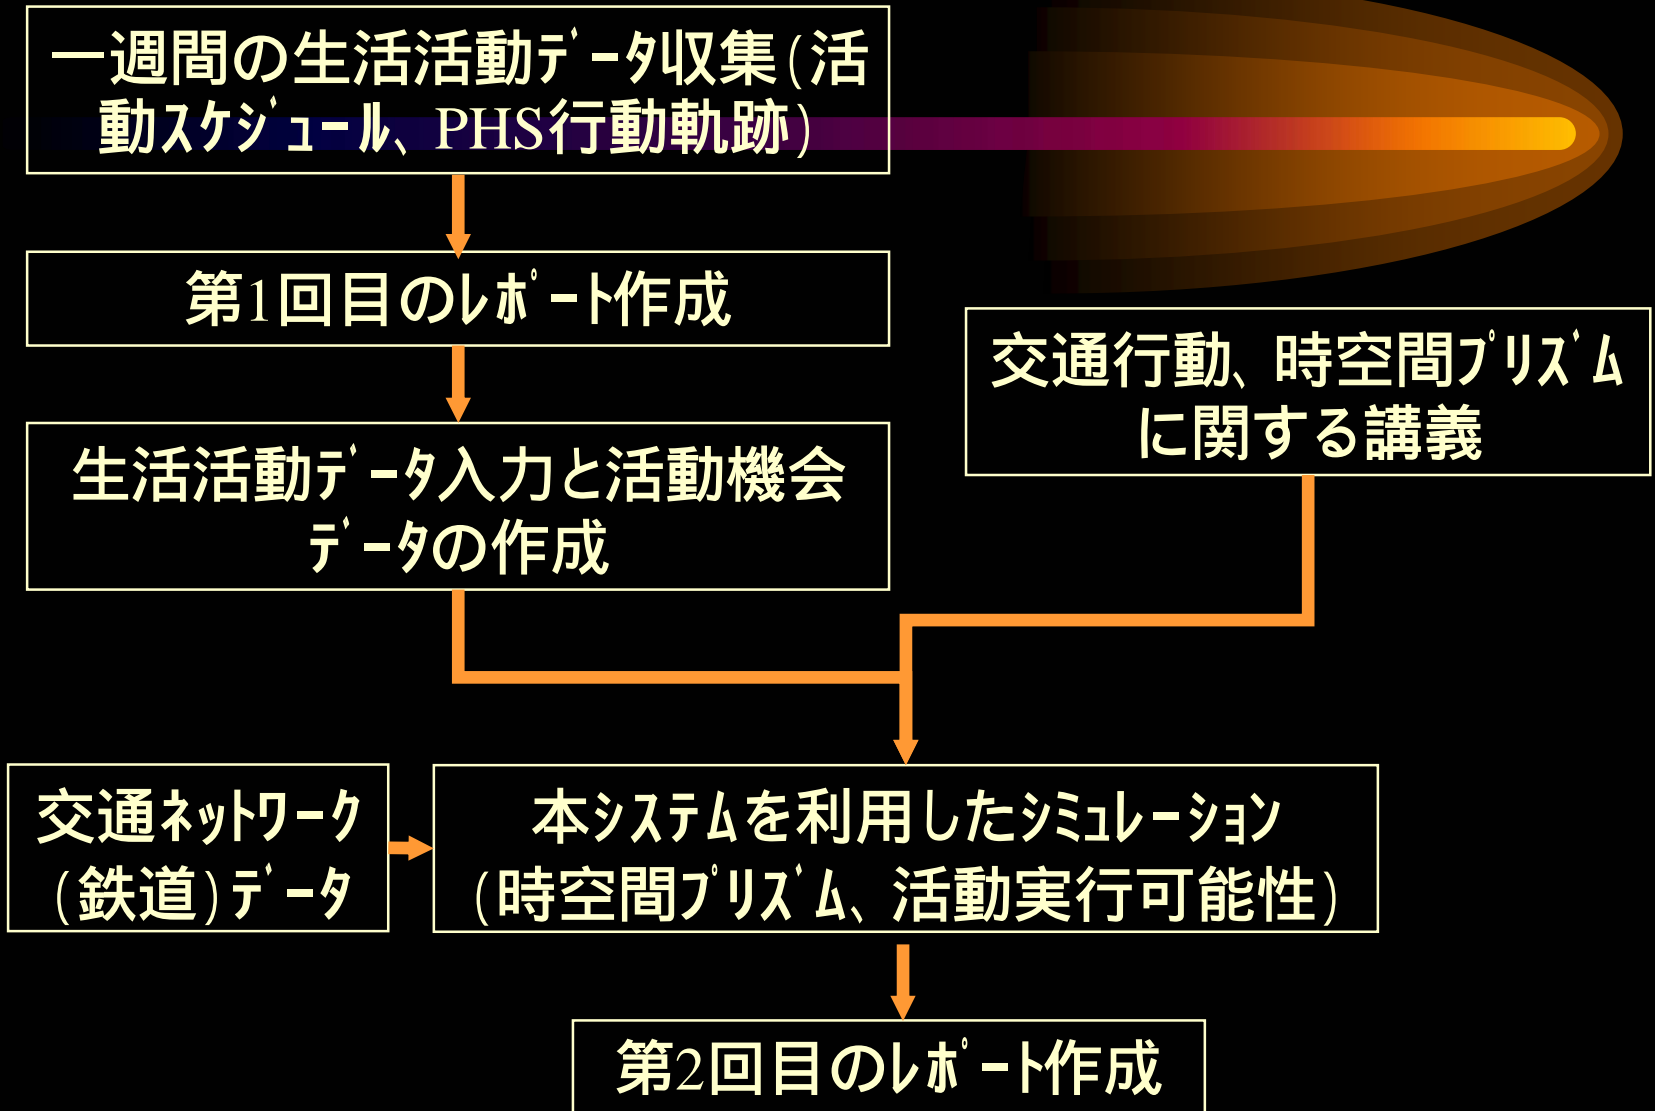 一週間の生活活動ﾃﾞｰﾀ収集(活
動ｽｹｼﾞｭｰﾙ、PHS行動軌跡)
第1回目のﾚﾎﾟｰﾄ作成
生活活動ﾃﾞｰﾀ入力と活動機会
ﾃﾞｰﾀの作成
交通行動、時空間ﾌﾟﾘｽﾞﾑ
に関する講義
交通ﾈｯﾄﾜｰｸ
(鉄道)ﾃﾞｰﾀ
本ｼｽﾃﾑを利用したｼﾐｭﾚｰｼｮﾝ
(時空間ﾌﾟﾘｽﾞﾑ、活動実行可能性)
第2回目のﾚﾎﾟｰﾄ作成